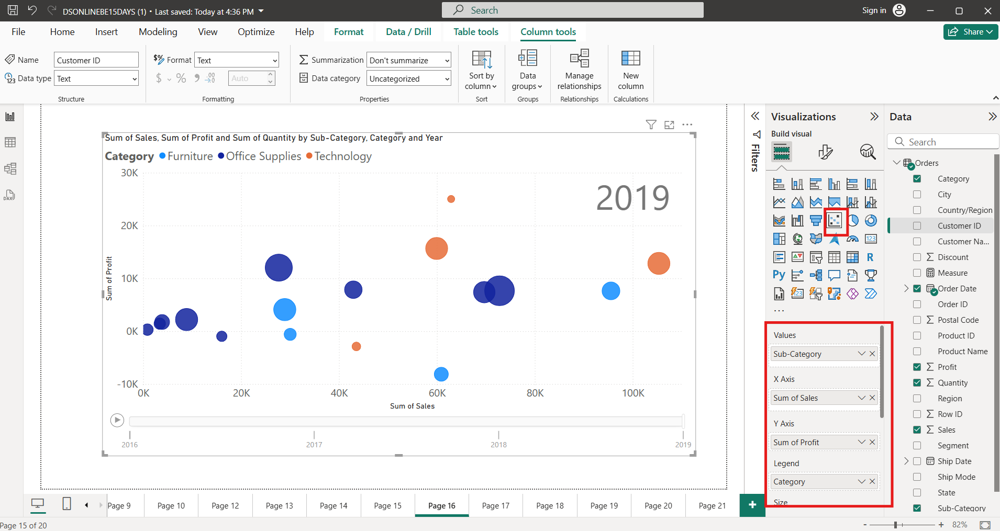 DSONLINEBE15DAYS (1) • Last saved: Today at 4:36 PM
Search
Sign in
File Home Insert Modeling View Optimize Help Format Data / Drill Table tools Column tools
Share
Name Customer ID
Data type Text
Structure
Format Text
$ % 9 .00 Auto
Formatting
Summarization Don't summarize
Data category Uncategorized
Properties
Sort by
column
Sort
Data
groups
Groups
Manage
relationships
Relationships
New
column
Calculations
DAX
Sum of Sales, Sum of Profit and Sum of Quantity by Sub-Category, Category and Year
Category Furniture Office Supplies Technology
2019
30K
20K
10K
0K
-10K
Sum of Profit
0K 20K 40K 60K 80K 100K
Sum of Sales
2016 2017 2018 2019
Filters
Visualizations
Build visual
123
R
Py
123
...
Values
Sub-Category
X Axis
Sum of Sales
Y Axis
Sum of Profit
Legend
Category
Size
Data
Search
Orders
Category
City
Country/Region
Customer ID
Customer Na...
Discount
Measure
Order Date
Order ID
Postal Code
Product ID
Product Name
Profit
Quantity
Region
Row ID
Sales
Segment
Ship Date
Ship Mode
State
Sub-Category
Page 9 Page 10 Page 12 Page 13 Page 14 Page 15 Page 16 Page 17 Page 18 Page 19 Page 20 Page 21 +
Page 15 of 20
- + 82%